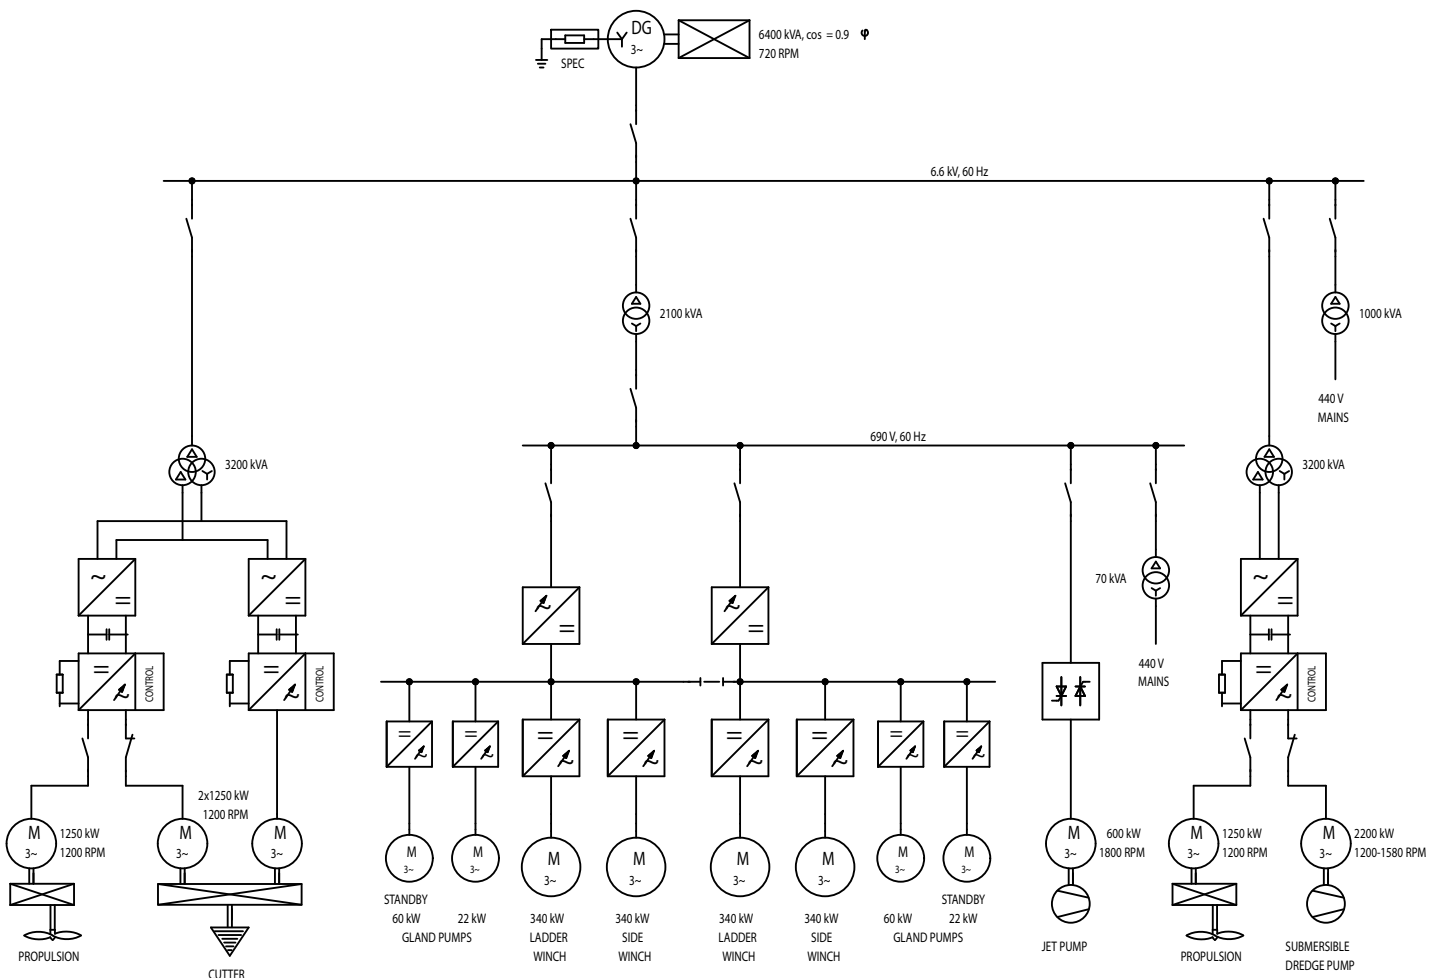 DG
3~
6400 kVA, cos = 0.9 φ
720 RPM
SPEC
6.6 kV, 60 Hz
2100 kVA
1000 kVA
440 V
MAINS
690 V, 60 Hz
3200 kVA
3200 kVA
70 kVA
440 V
MAINS
CONTROL
CONTROL
CONTROL
2x1250 kW
1200 RPM
M
3~
1250 kW
1200 RPM
M
3~
M
3~
M
3~
M
3~
M
3~
M
3~
M
3~
M
3~
M
3~
M
3~
M
3~
600 kW
1800 RPM
M
3~
1250 kW
1200 RPM
M
3~
2200 kW
1200-1580 RPM
STANDBY
60 kW
22 kW
GLAND PUMPS
340 kW
LADDER
WINCH
340 kW
SIDE
WINCH
340 kW
LADDER
WINCH
340 kW
SIDE
WINCH
STANDBY
60 kW
22 kW
GLAND PUMPS
PROPULSION
CUTTER
JET PUMP
PROPULSION
SUBMERSIBLE
DREDGE PUMP